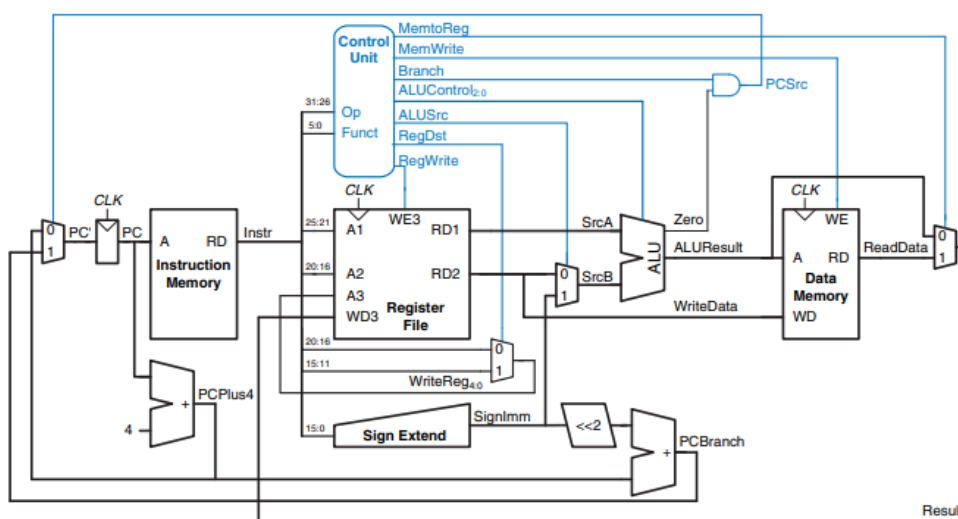 MemtoReg
Control
Unit
MemWrite
Branch
PCSrc
ALUControl2:0
31:26
Op
ALUSrc
5:0
Funct
RegDst
RegWrite
CLK
CLK
CLK
0
1
PC'
PC
A
RD
Instruction
Memory
Instr
25:21
A1
WE3
RD1
SrcA
Zero
WE
0
1
20:16
A2
RD2
0
1
SrcB
ALU
ALUResult
A
RD
ReadData
Data
Memory
A3
Register
File
WD3
WriteData
WD
20:16
0
15:11
1
WriteReg4:0
PCPlus4
+
4
SignImm
15:0
Sign Extend
<<2
+
PCBranch
Resul